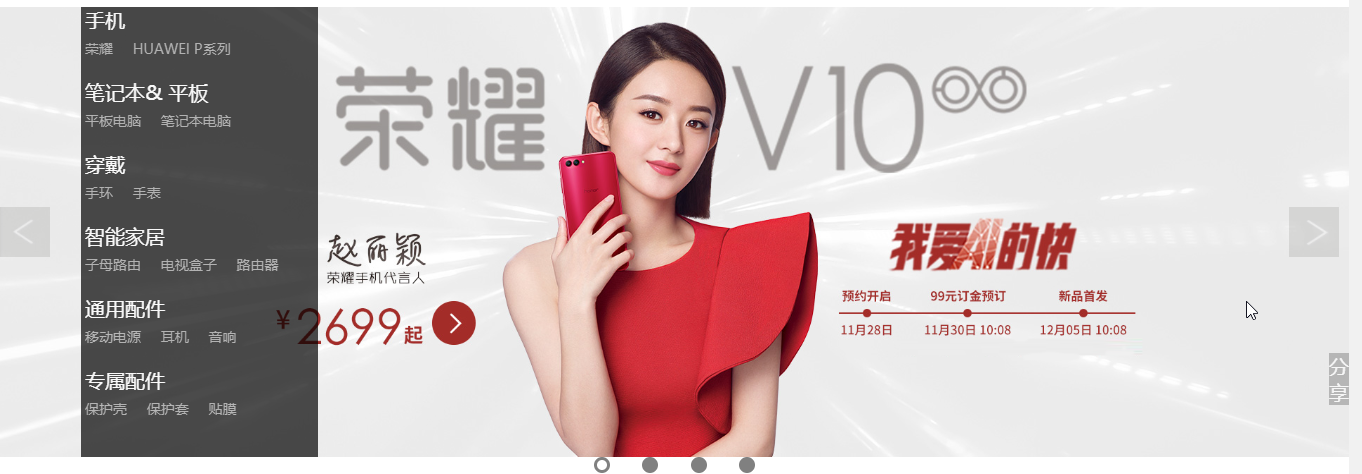 手机
荣耀 HUAWEI P系列
笔记本& 平板
平板电脑 笔记本电脑
穿戴
手环 手表
智能家居
子母路由 电视盒子 路由器
通用配件
移动电源 耳机 音响
专属配件
保护壳 保护套 贴膜
荣耀 V10
赵丽颖
荣耀手机代言人
¥2699起
我爱AI的快
预约开启 99元订金预订 新品首发
11月28日 11月30日 10:08 12月05日 10:08
分
享